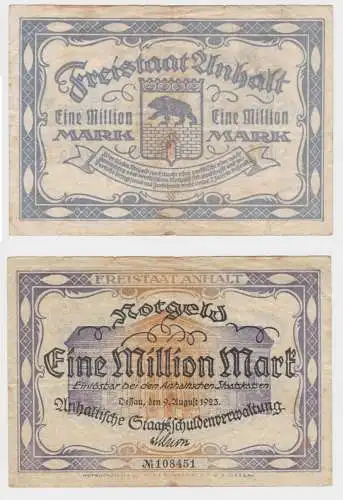 Freistaat Anhalt
Eine Million Eine Million
MARK MARK
FREISTAAT ANHALT
Notgeld
Eine Million Mark
Einlösbar bei den Anhaltischen Staatskassen
Dessau, den 9. August 1923.
Anhaltische Staatsschuldenverwaltung.
№ 108451